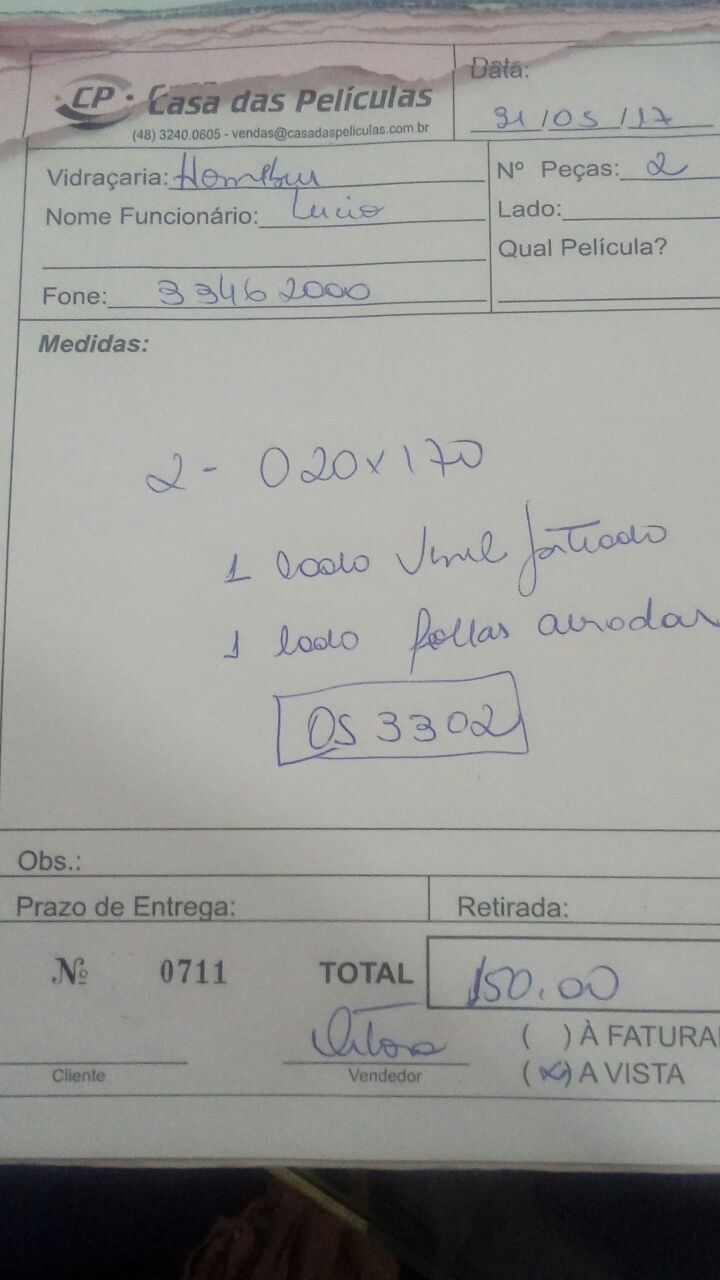 CP Casa das Películas
(48) 3240.0605 - vendas@casadaspeliculas.com.br
Data:
31/05/17
Vidraçaria:
Nome Funcionário: Lucio
Fone: 33462000
Nº Peças: 2
Lado:
Qual Película?
Medidas:
2 - 020x170
1 lado Vinil jateado
1 lado
OS 3302
Obs.:
Prazo de Entrega:
Retirada:
Nº 0711
TOTAL 150.00
Cliente
Vendedor
( ) À FATURA
(x) A VISTA